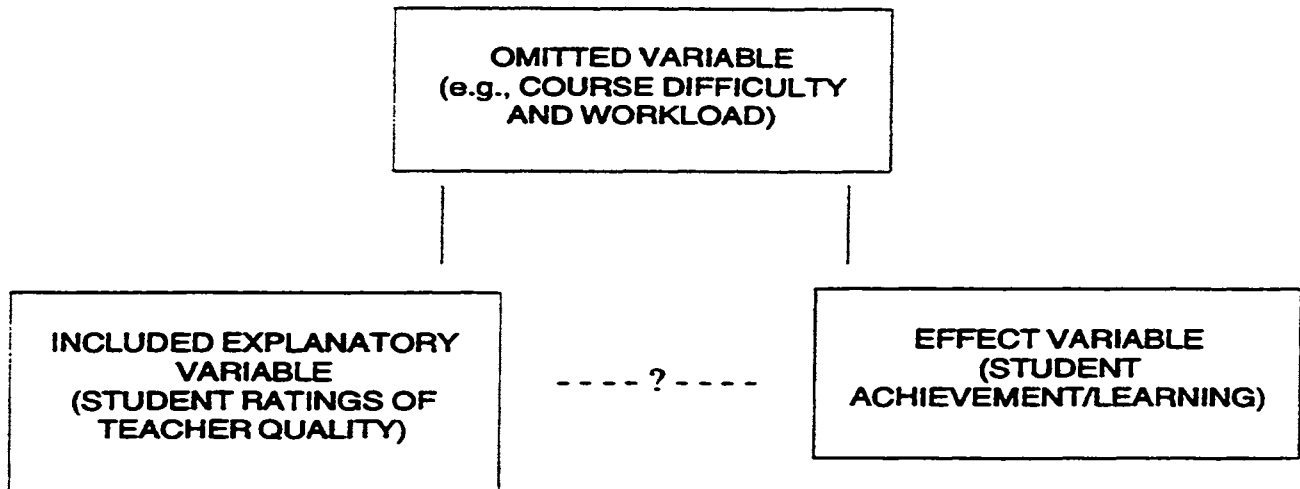 OMITTED VARIABLE
(e.g., COURSE DIFFICULTY
AND WORKLOAD)
INCLUDED EXPLANATORY
VARIABLE
(STUDENT RATINGS OF
TEACHER QUALITY)
- - - - ? - - - -
EFFECT VARIABLE
(STUDENT
ACHIEVEMENT/LEARNING)